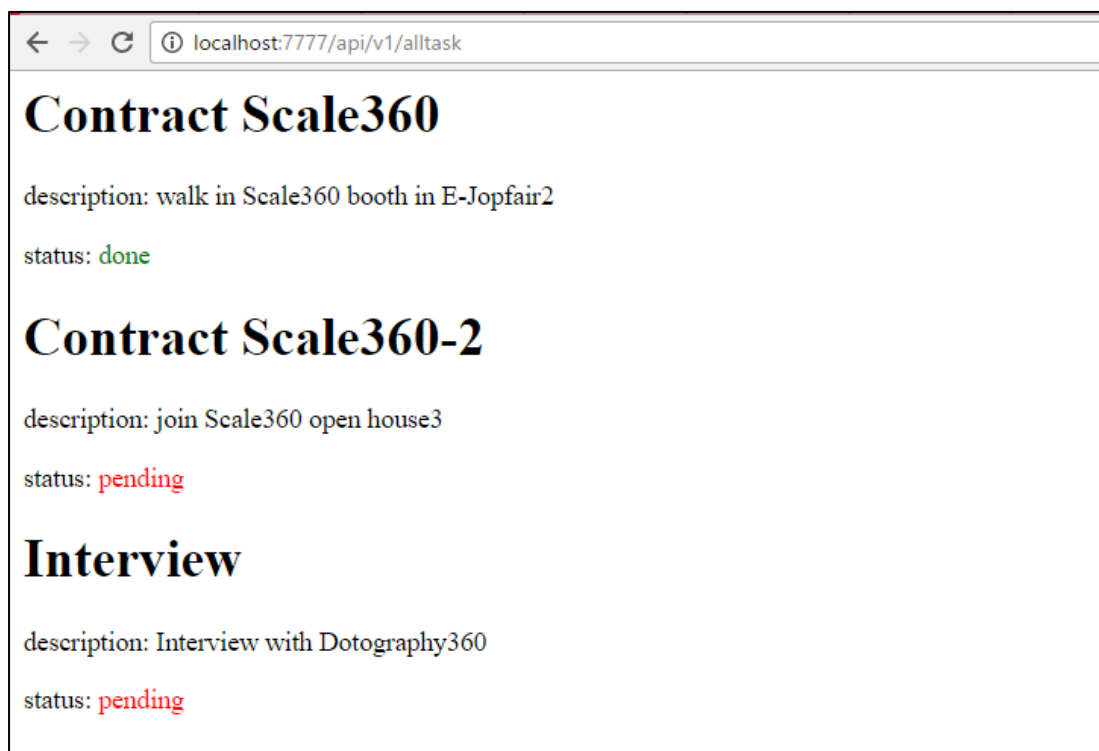 localhost:7777/api/v1/alltask
Contract Scale360
description: walk in Scale360 booth in E-Jopfair2
status: done
Contract Scale360-2
description: join Scale360 open house3
status: pending
Interview
description: Interview with Dotography360
status: pending